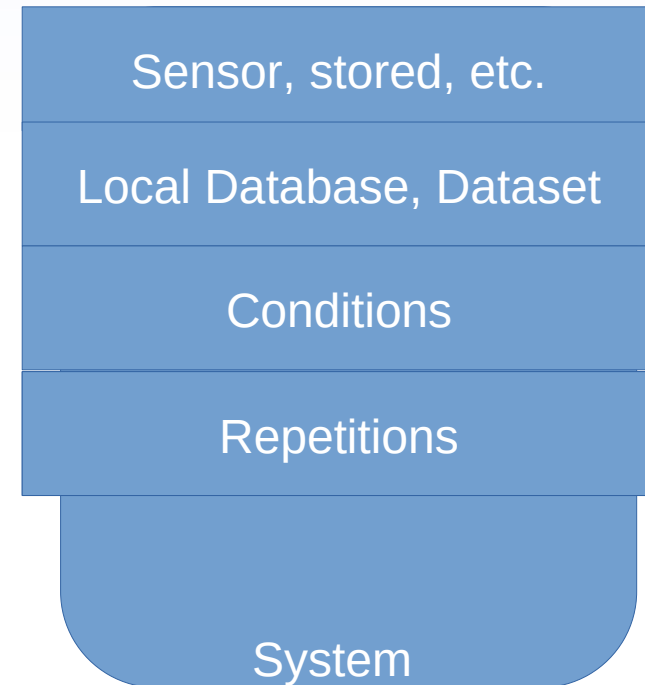 Sensor, stored, etc.
Local Database, Dataset
Conditions
Repetitions
System